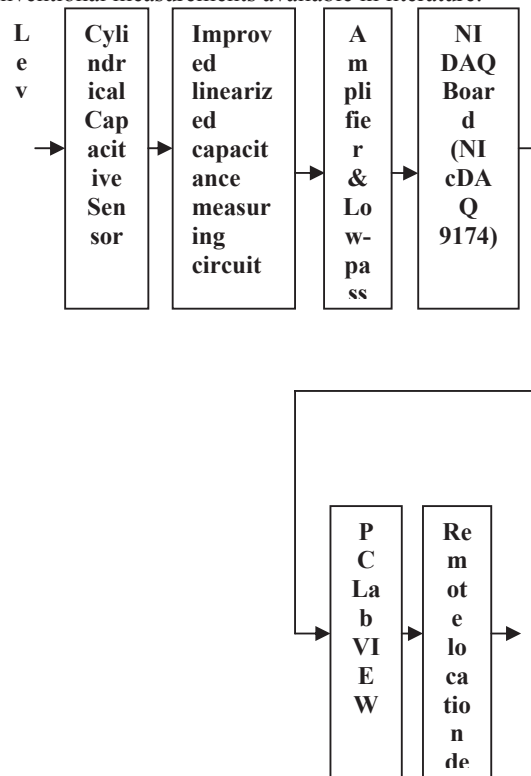 nventional measurements available in literature.
L
e
v
Cyli
ndr
ical
Cap
acit
ive
Sen
sor
Improv
ed
lineariz
ed
capacit
ance
measur
ing
circuit
A
m
pli
fie
r
&
Lo
w-
pa
ss
NI
DAQ
Boar
d
(NI
cDA
Q
9174)
P
C
La
b
VI
E
W
Re
m
ot
e
lo
ca
tio
n
de